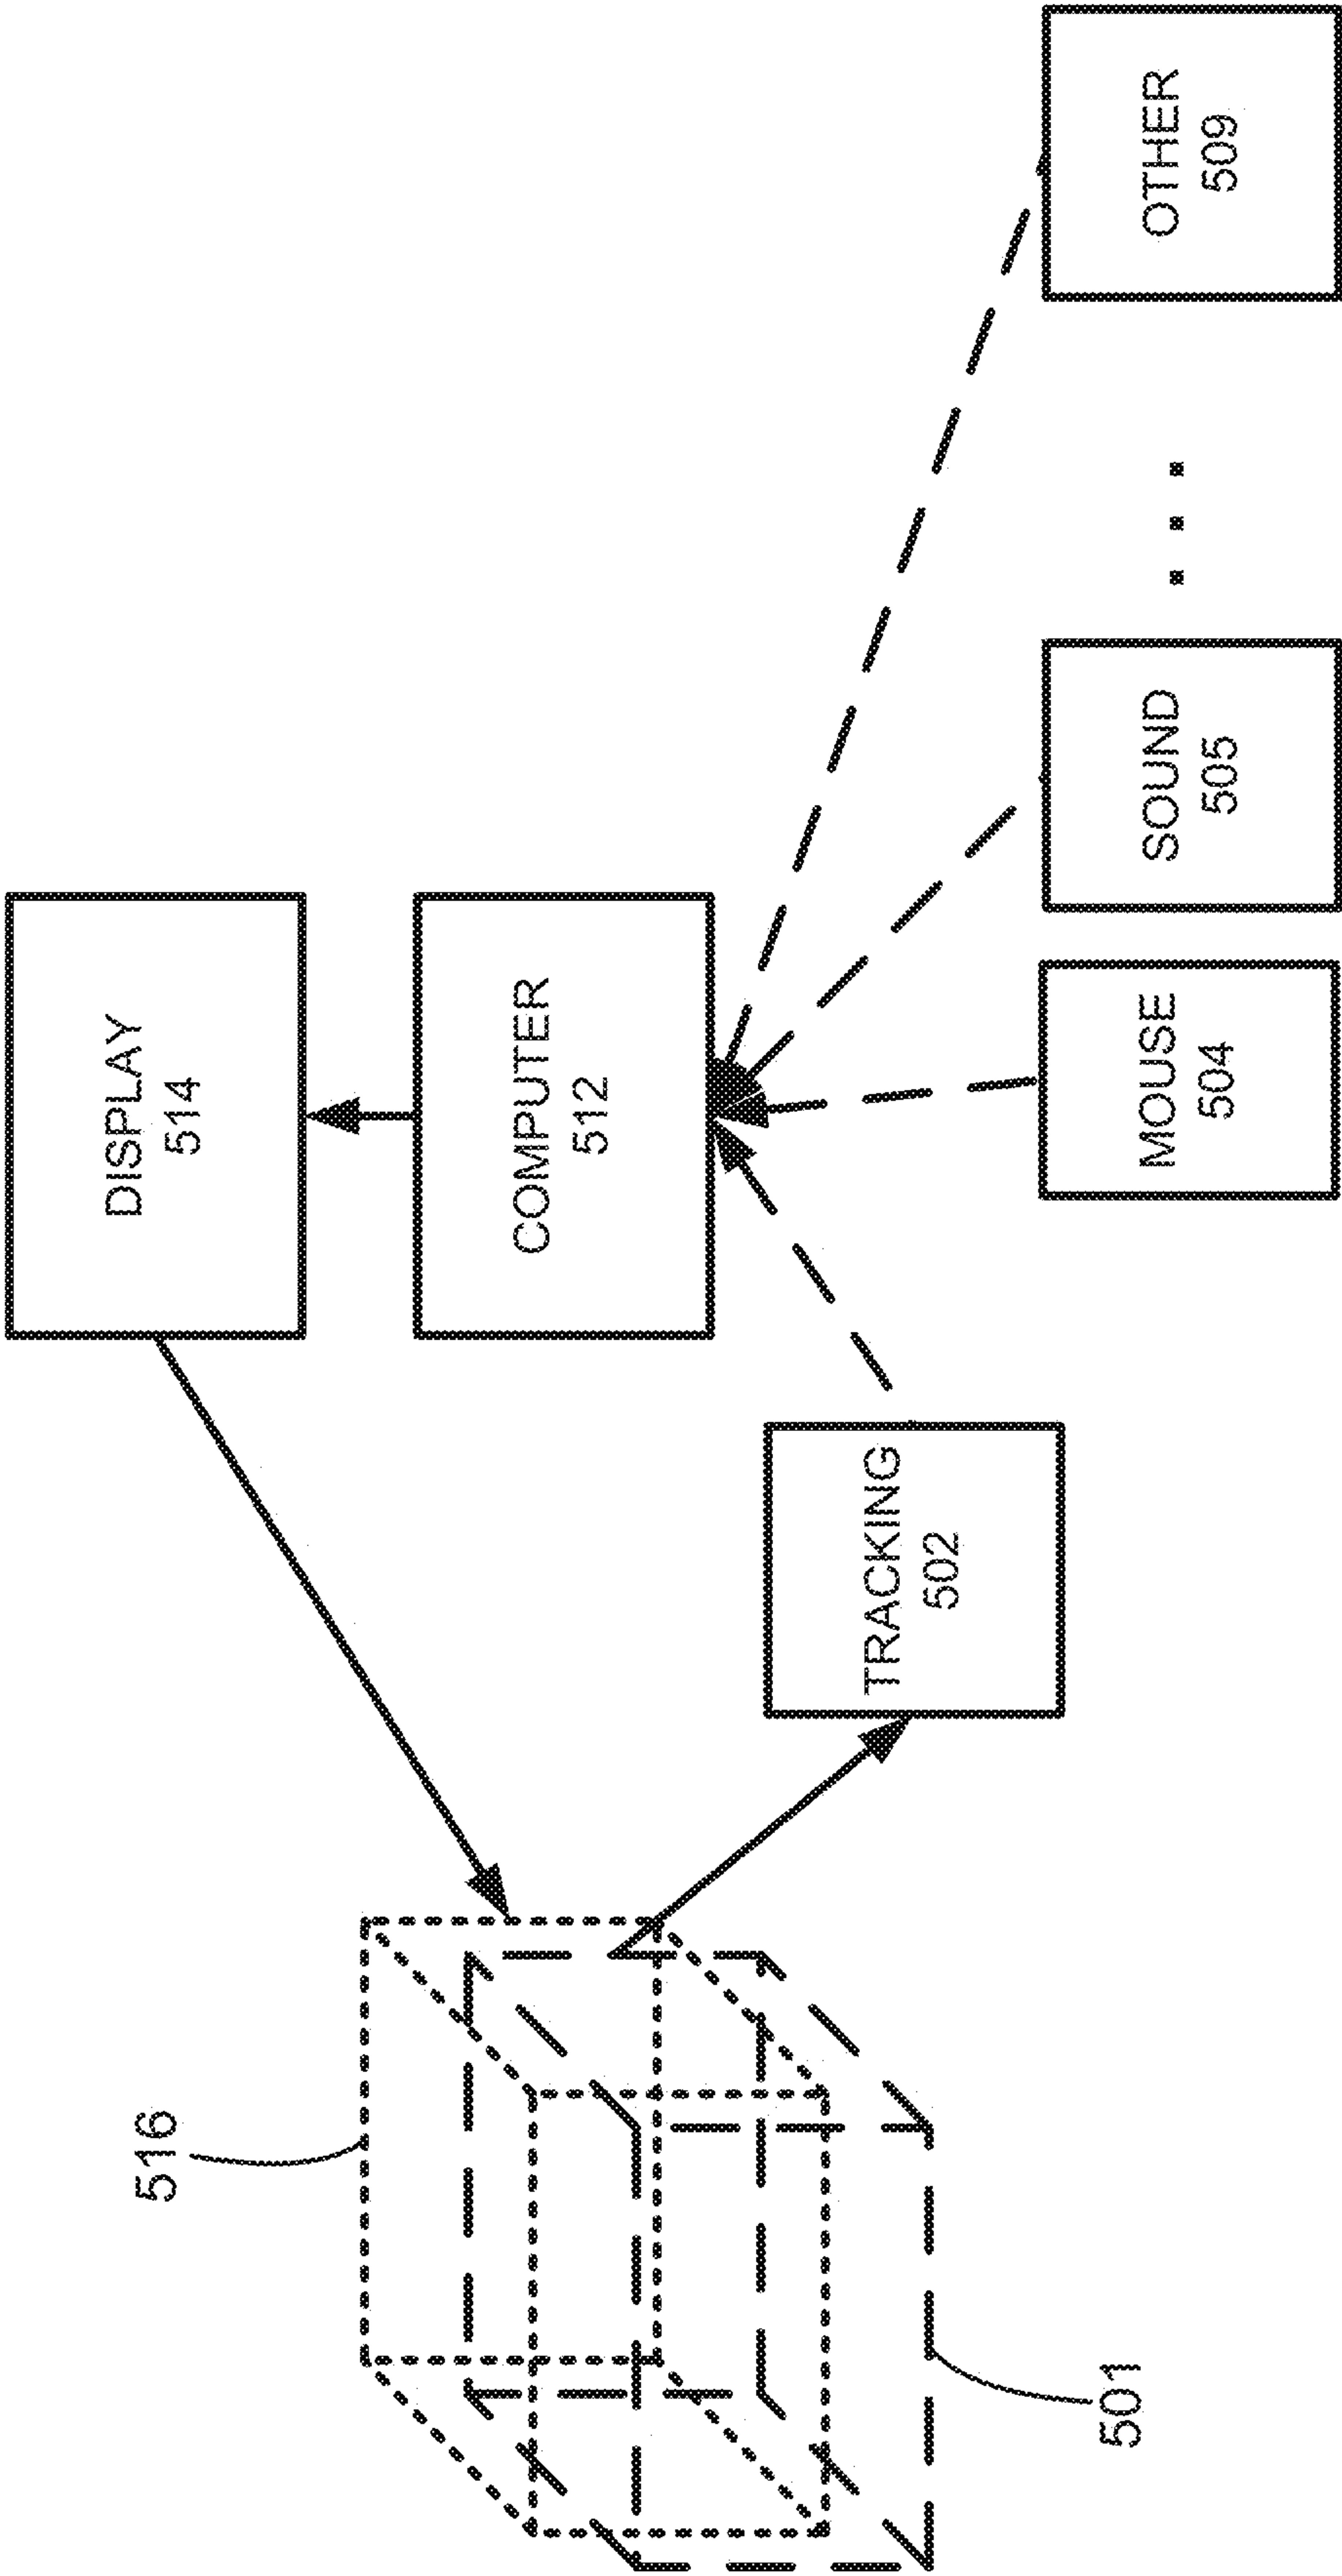 516
501
DISPLAY
514
COMPUTER
512
TRACKING
502
MOUSE
504
SOUND
505
OTHER
509